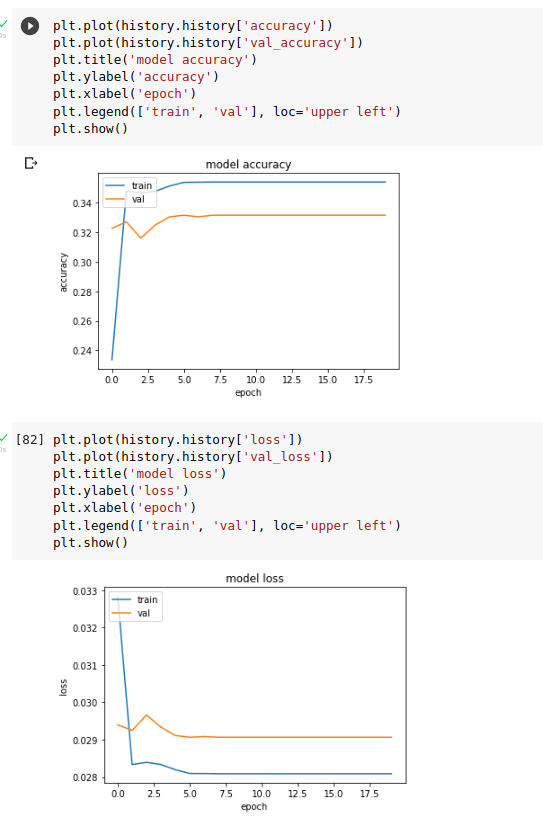 plt.plot(history.history['accuracy'])
plt.plot(history.history['val_accuracy'])
plt.title('model accuracy')
plt.ylabel('accuracy')
plt.xlabel('epoch')
plt.legend(['train', 'val'], loc='upper left')
plt.show()
model accuracy
train
val
0.34
0.32
0.30
0.28
0.26
0.24
accuracy
0.0 2.5 5.0 7.5 10.0 12.5 15.0 17.5
epoch
[82] plt.plot(history.history['loss'])
plt.plot(history.history['val_loss'])
plt.title('model loss')
plt.ylabel('loss')
plt.xlabel('epoch')
plt.legend(['train', 'val'], loc='upper left')
plt.show()
model loss
train
val
0.033
0.032
0.031
0.030
0.029
0.028
loss
0.0 2.5 5.0 7.5 10.0 12.5 15.0 17.5
epoch